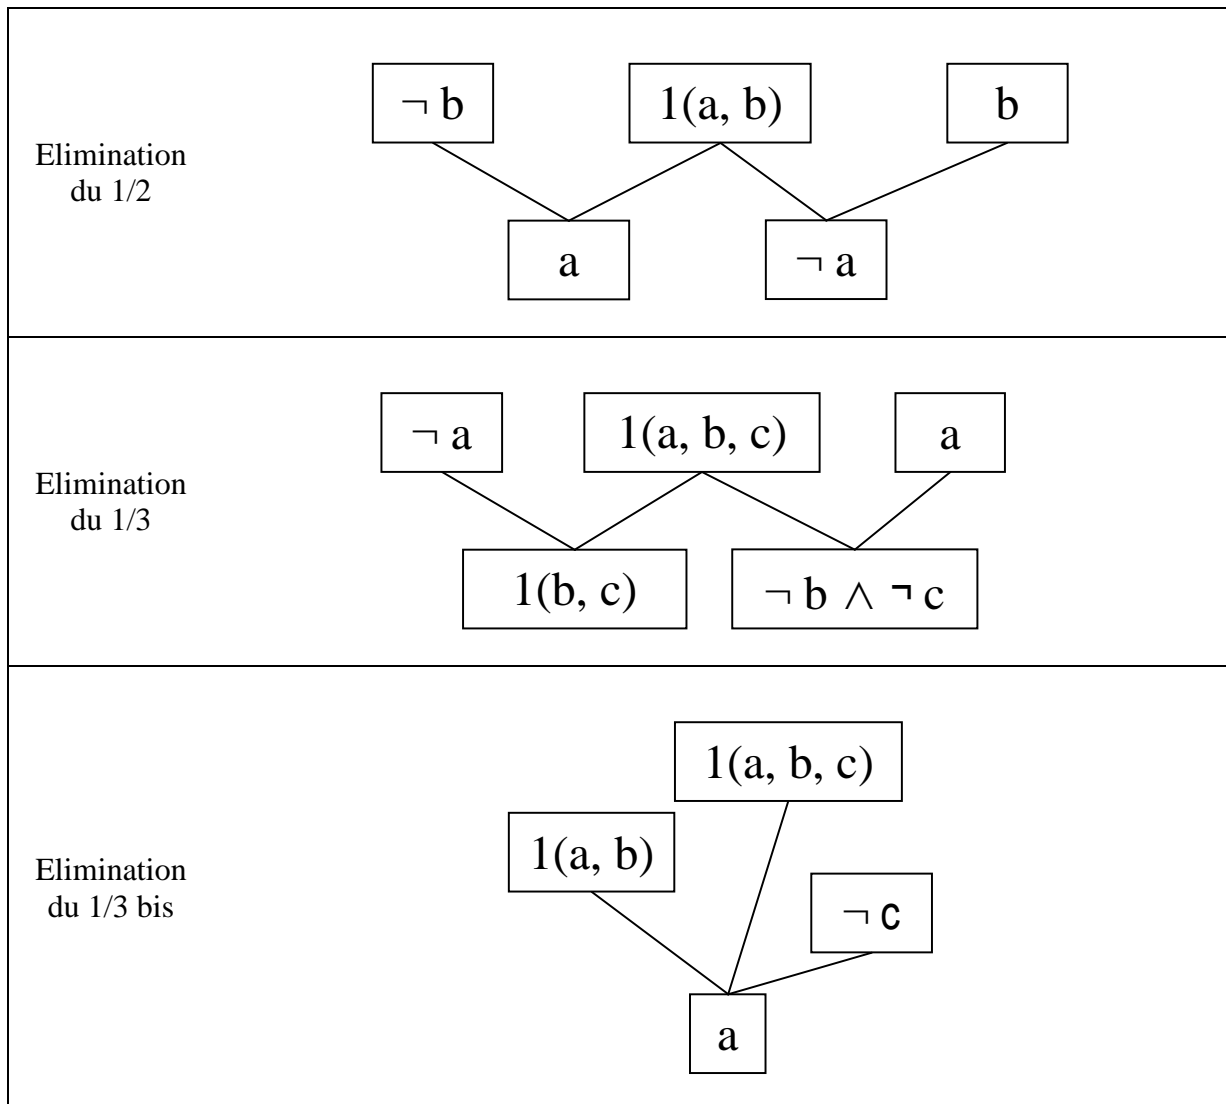 Elimination
du 1/2
¬ b
1(a, b)
b
a
¬ a
Elimination
du 1/3
¬ a
1(a, b, c)
a
1(b, c)
¬ b ∧ ¬ c
Elimination
du 1/3 bis
1(a, b, c)
1(a, b)
¬ c
a